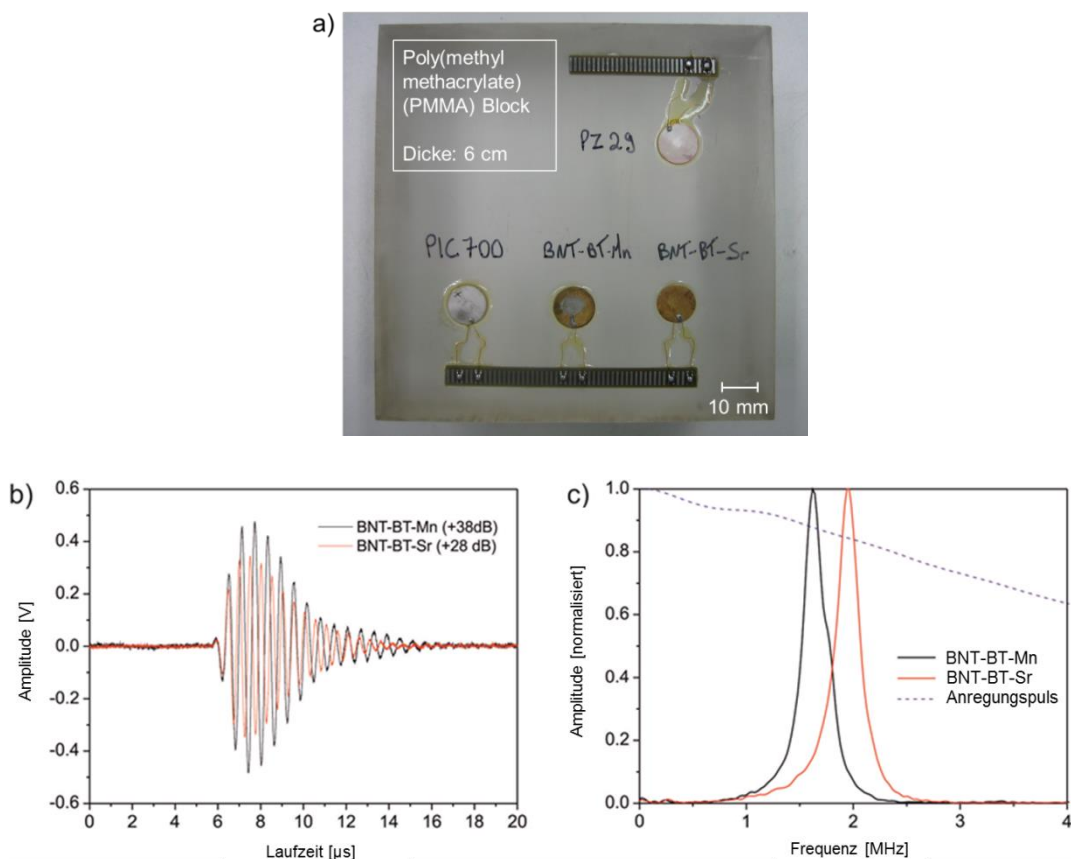 a)
Poly(methyl
methacrylate)
(PMMA) Block
Dicke: 6 cm
PZ29
PIC700
BNT-BT-Mn
BNT-BT-Sr
10 mm
b)
0.6
0.4
0.2
0.0
-0.2
-0.4
-0.6
Amplitude [V]
BNT-BT-Mn (+38dB)
BNT-BT-Sr (+28 dB)
0 2 4 6 8 10 12 14 16 18 20
Laufzeit [µs]
c)
1.0
0.8
0.6
0.4
0.2
0.0
Amplitude [normalisiert]
BNT-BT-Mn
BNT-BT-Sr
Anregungspuls
0 1 2 3 4
Frequenz [MHz]